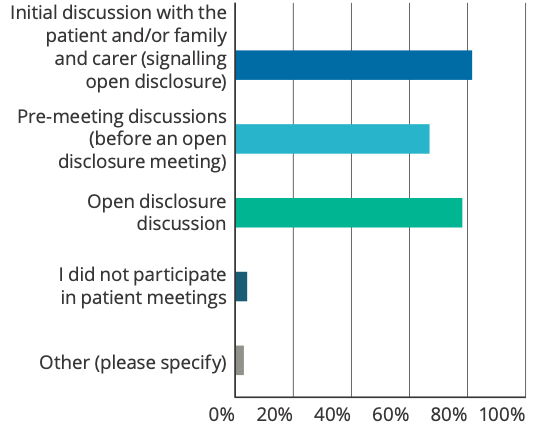 Initial discussion with the
patient and/or family
and carer (signalling
open disclosure)
Pre-meeting discussions
(before an open
disclosure meeting)
Open disclosure
discussion
I did not participate
in patient meetings
Other (please specify)
0% 20% 40% 60% 80% 100%